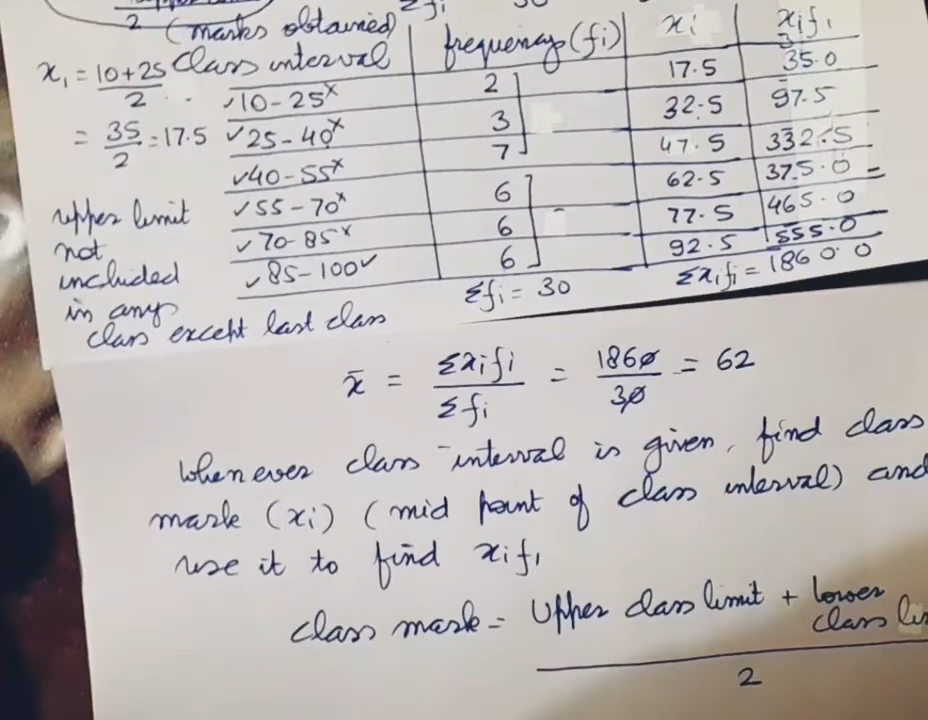 2 (marks obtained)
Class interval frequency (fi) xi xifi
x₁ = 10+25
2
= 35 = 17.5
2
✓10-25ˣ 2 17.5 35.0
✓25-40ˣ 3 32.5 97.5
✓40-55ˣ 7 47.5 332.5
✓55-70ˣ 6 62.5 375.0
✓70-85ˣ 6 77.5 465.0
✓85-100✓ 6 92.5 555.0
Σfi = 30 Σxifi = 1860.0
upper limit
not
included
in any
class except last class
x̄ = Σxifi = 1860 = 62
Σfi 30
Whenever class interval is given, find class
mark (xi) (mid point of class interval) and
use it to find xifi
class mark = Upper class limit + lower
class
2